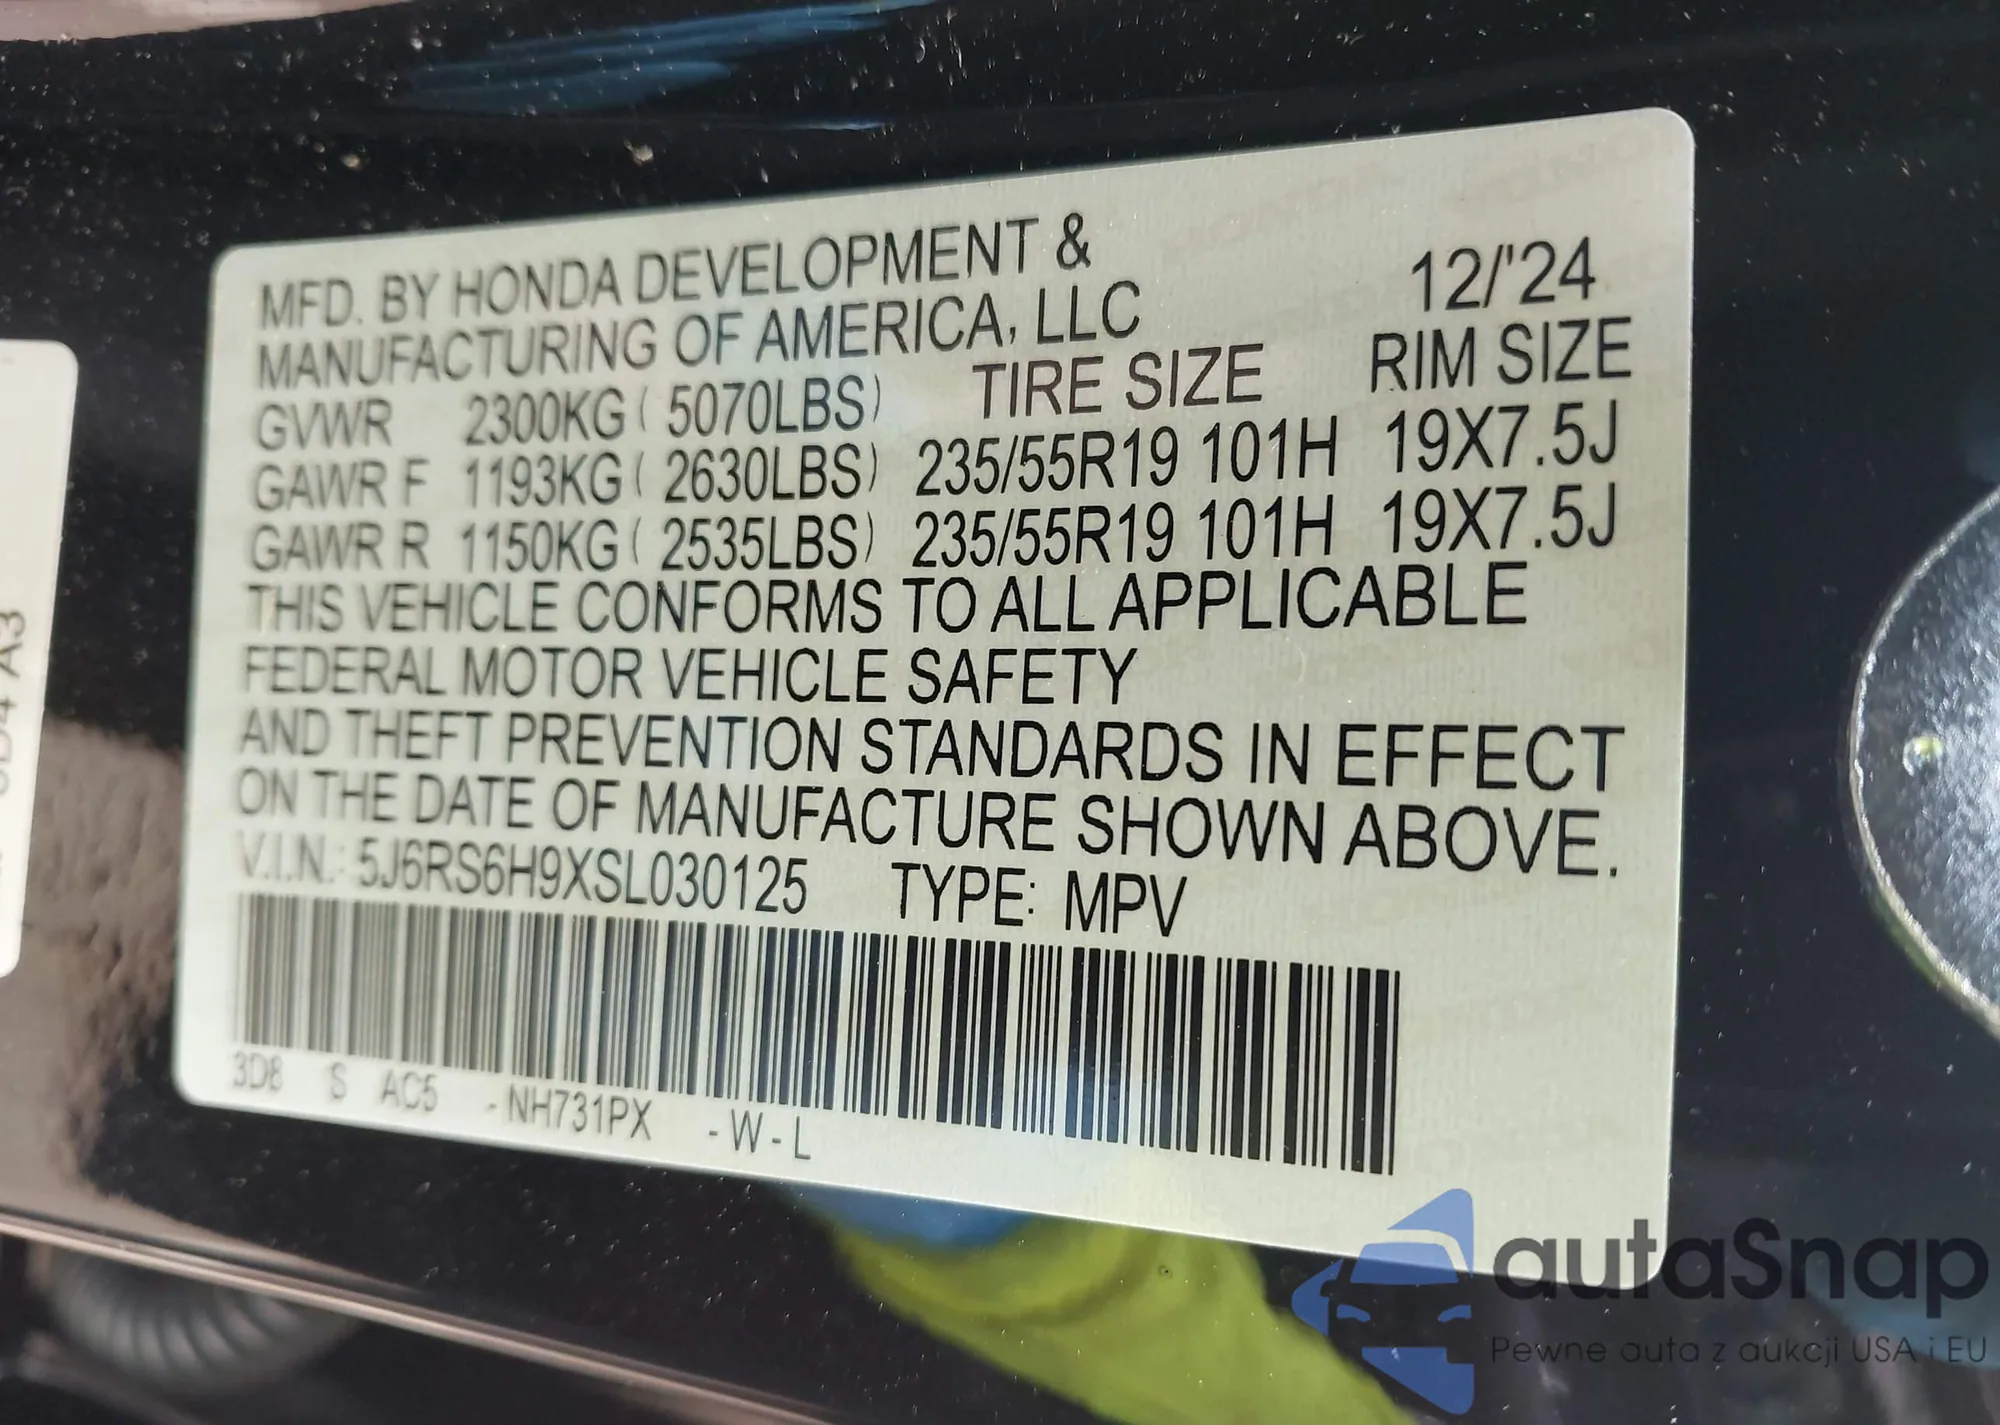 MFD. BY HONDA DEVELOPMENT &
MANUFACTURING OF AMERICA, LLC 12/'24
TIRE SIZE RIM SIZE
GVWR 2300KG ( 5070LBS)
GAWR F 1193KG ( 2630LBS) 235/55R19 101H 19X7.5J
GAWR R 1150KG ( 2535LBS) 235/55R19 101H 19X7.5J
THIS VEHICLE CONFORMS TO ALL APPLICABLE
FEDERAL MOTOR VEHICLE SAFETY
AND THEFT PREVENTION STANDARDS IN EFFECT
ON THE DATE OF MANUFACTURE SHOWN ABOVE.
V.I.N.: 5J6RS6H9XSL030125 TYPE: MPV
3D8 S AC5 -NH731PX -W-L
A3
autaSnap
Pewne auta z aukcji USA i EU